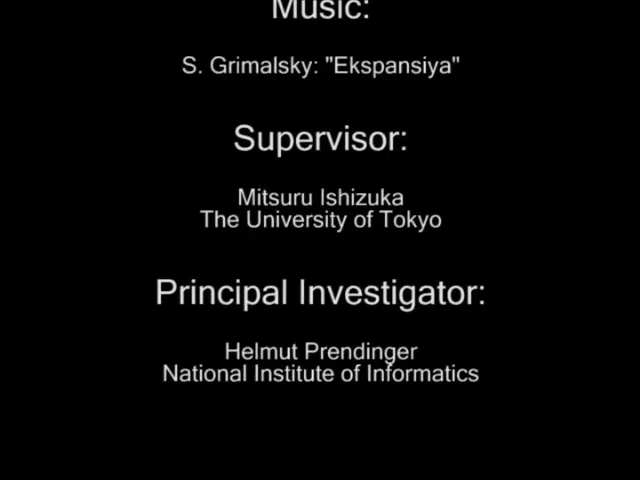 Music:
S. Grimalsky: "Ekspansiya"
Supervisor:
Mitsuru Ishizuka
The University of Tokyo
Principal Investigator:
Helmut Prendinger
National Institute of Informatics